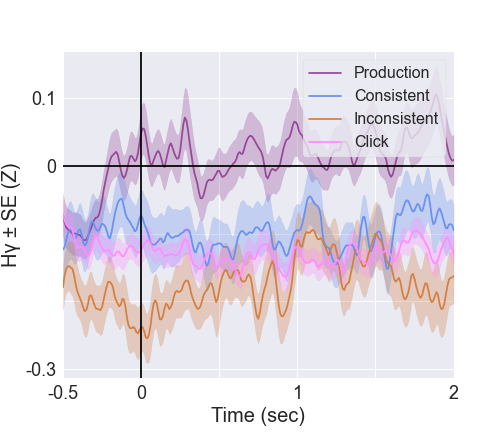 Production
Consistent
Inconsistent
Click
Hγ ± SE (Z)
0.1
0
-0.3
-0.5
0
1
2
Time (sec)